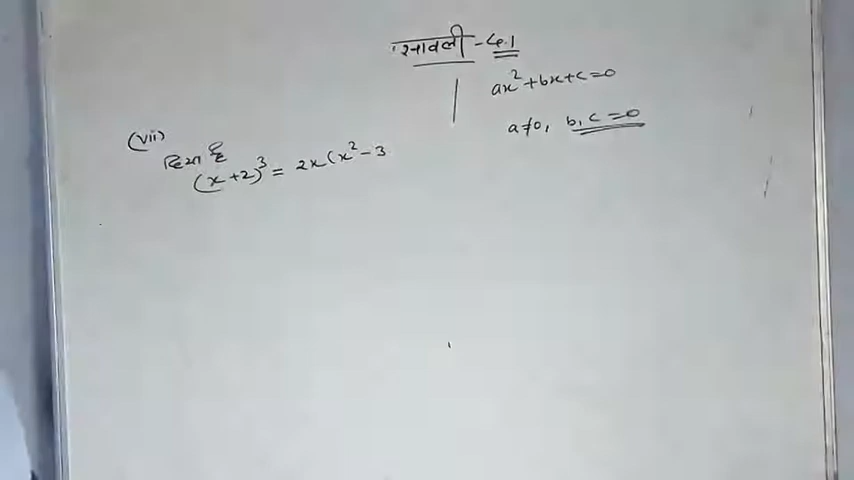 प्रश्नावली - 4.1
ax² + bx + c = 0
a ≠ 0, b, c = 0
(vii)
दिया है
(x + 2)³ = 2x (x² - 3